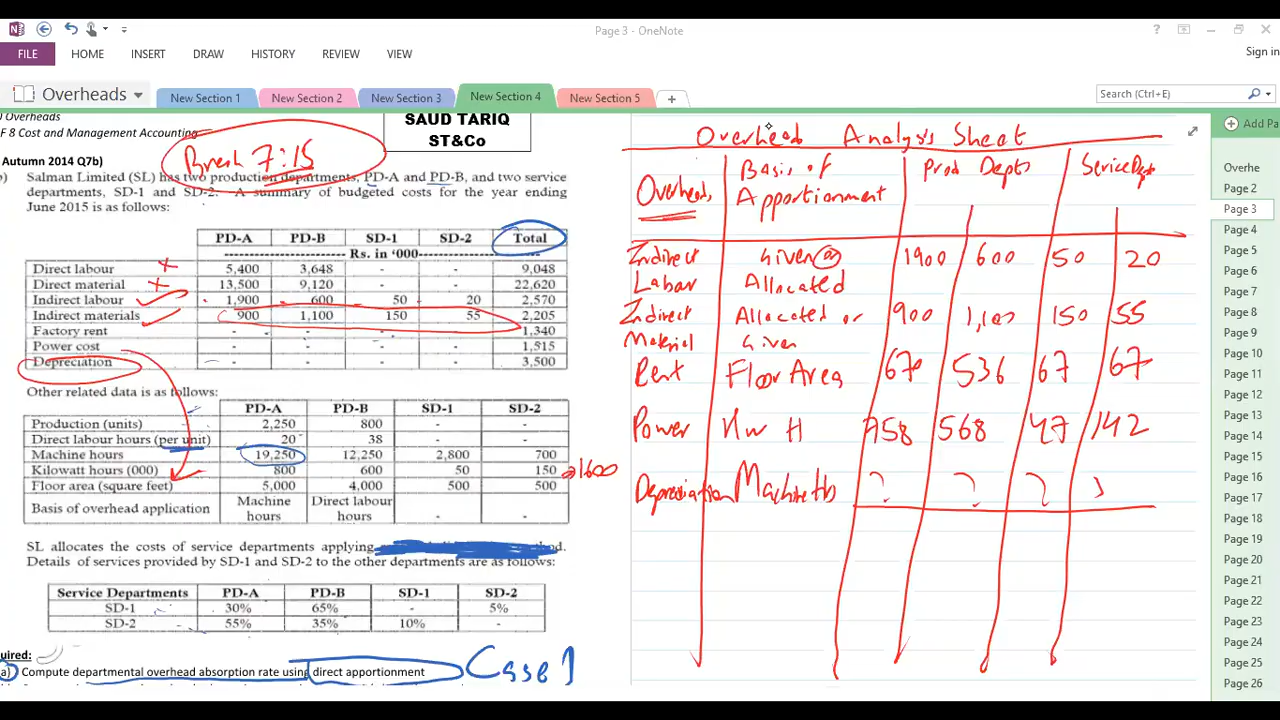 Page 3 - OneNote
Sign in
FILE HOME INSERT DRAW HISTORY REVIEW VIEW
Overheads New Section 1 New Section 2 New Section 3 New Section 4 New Section 5 Search (Ctrl+E)
Add Pa
Overheads
F 8 Cost and Management Accounting
SAUD TARIQ
ST&Co
Autumn 2014 Q7b)
Break 7:15
Salman Limited (SL) has two production departments, PD-A and PD-B, and two service
departments, SD-1 and SD-2. A summary of budgeted costs for the year ending
June 2015 is as follows:
PD-A PD-B SD-1 SD-2 Total
Rs. in '000
Direct labour 5,400 3,648 - - 9,048
Direct material 13,500 9,120 - - 22,620
Indirect labour 1,900 600 50 20 2,570
Indirect materials 900 1,100 150 55 2,205
Factory rent - - - - 1,340
Power cost - - - - 1,515
Depreciation - - - - 3,500
Other related data is as follows:
PD-A PD-B SD-1 SD-2
Production (units) 2,250 800 - -
Direct labour hours (per unit) 20 38 - -
Machine hours 19,250 12,250 2,800 700
Kilowatt hours (000) 800 600 50 150
1600
Floor area (square feet) 5,000 4,000 500 500
Basis of overhead application Machine hours Direct labour hours - -
SL allocates the costs of service departments applying
Details of services provided by SD-1 and SD-2 to the other departments are as follows:
Service Departments PD-A PD-B SD-1 SD-2
SD-1 30% 65% - 5%
SD-2 55% 35% 10% -
uired:
a) Compute departmental overhead absorption rate using direct apportionment
Case 1
Overhead Analysis Sheet
Overheads Basis of Apportionment Prod Depts Service Dept
Indirect Labar Given @ Allocated 1900 600 50 20
Indirect Material Allocated or Given 900 1,100 150 55
Rent Floor Area 670 536 67 67
Power Kw H 758 568 47 142
Depreciation Machine Hs ? ? ? ?
Overhe
Page 2
Page 3
Page 4
Page 5
Page 6
Page 7
Page 8
Page 9
Page 10
Page 11
Page 12
Page 13
Page 14
Page 15
Page 16
Page 17
Page 18
Page 19
Page 20
Page 21
Page 22
Page 23
Page 24
Page 25
Page 26